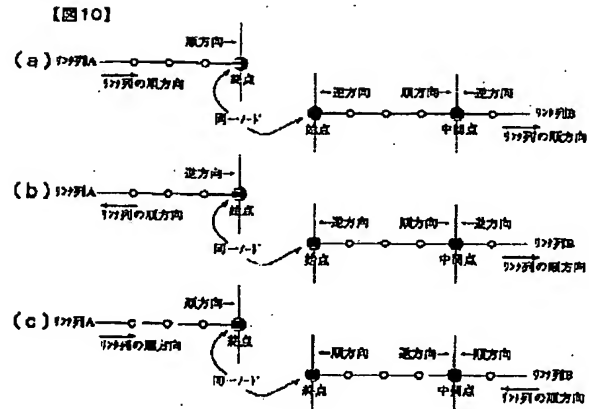 【図10】
順方向
(a) リンク列A
終点
リンク列の順方向
同一ノード
逆方向 順方向 逆方向
リンク列B
始点 中間点
リンク列の順方向
逆方向
(b) リンク列A
始点
リンク列の順方向
同一ノード
逆方向 順方向 逆方向
リンク列B
始点 中間点
リンク列の順方向
順方向
(c) リンク列A
終点
リンク列の順方向
同一ノード
順方向 逆方向 順方向
リンク列B
終点 中間点
リンク列の順方向